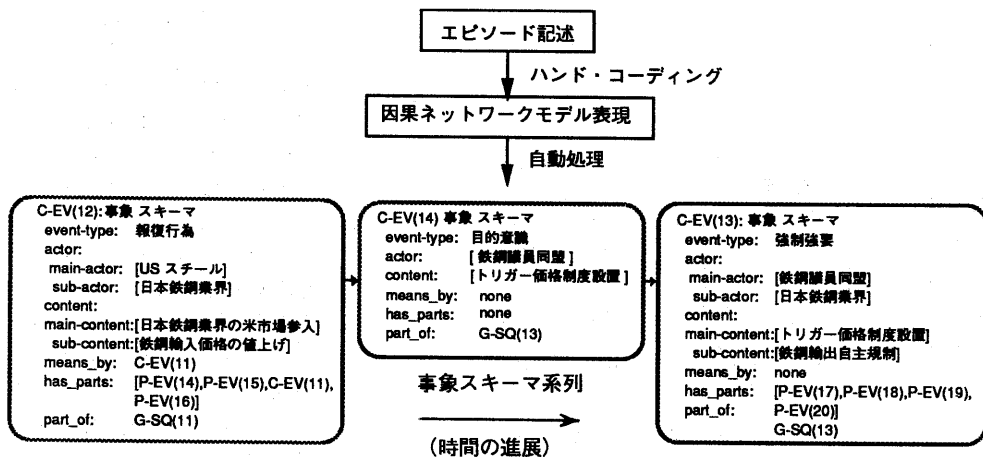 エピソード記述
ハンド・コーディング
因果ネットワークモデル表現
自動処理
C-EV(12): 事象 スキーマ
event-type: 報復行為
actor:
main-actor: [US スチール]
sub-actor: [日本鉄鋼業界]
content:
main-content:[日本鉄鋼業界の米市場参入]
sub-content:[鉄鋼輸入価格の値上げ]
means_by: C-EV(11)
has_parts: [P-EV(14),P-EV(15),C-EV(11),
P-EV(16)]
part_of: G-SQ(11)
C-EV(14) 事象 スキーマ
event-type: 目的意識
actor: [ 鉄鋼議員同盟 ]
content: [トリガー価格制度設置 ]
means_by: none
has_parts: none
part_of: G-SQ(13)
C-EV(13): 事象 スキーマ
event-type: 強制強要
actor:
main-actor: [鉄鋼議員同盟]
sub-actor: [日本鉄鋼業界]
content:
main-content:[トリガー価格制度設置]
sub-content:[鉄鋼輸出自主規制]
means_by: none
has_parts: [P-EV(17),P-EV(18),P-EV(19),
part_of: P-EV(20)]
G-SQ(13)
事象スキーマ系列
(時間の進展)